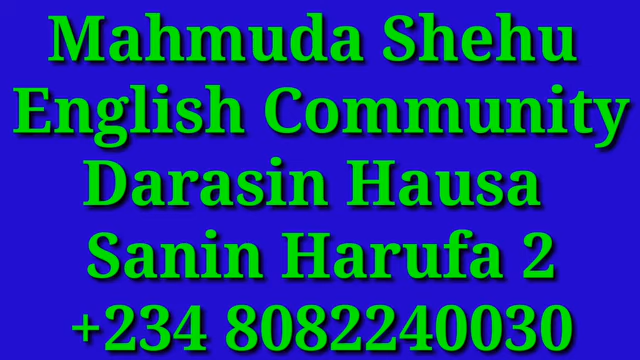 Mahmuda Shehu
English Community
Darasin Hausa
Sanin Harufa 2
+234 8082240030